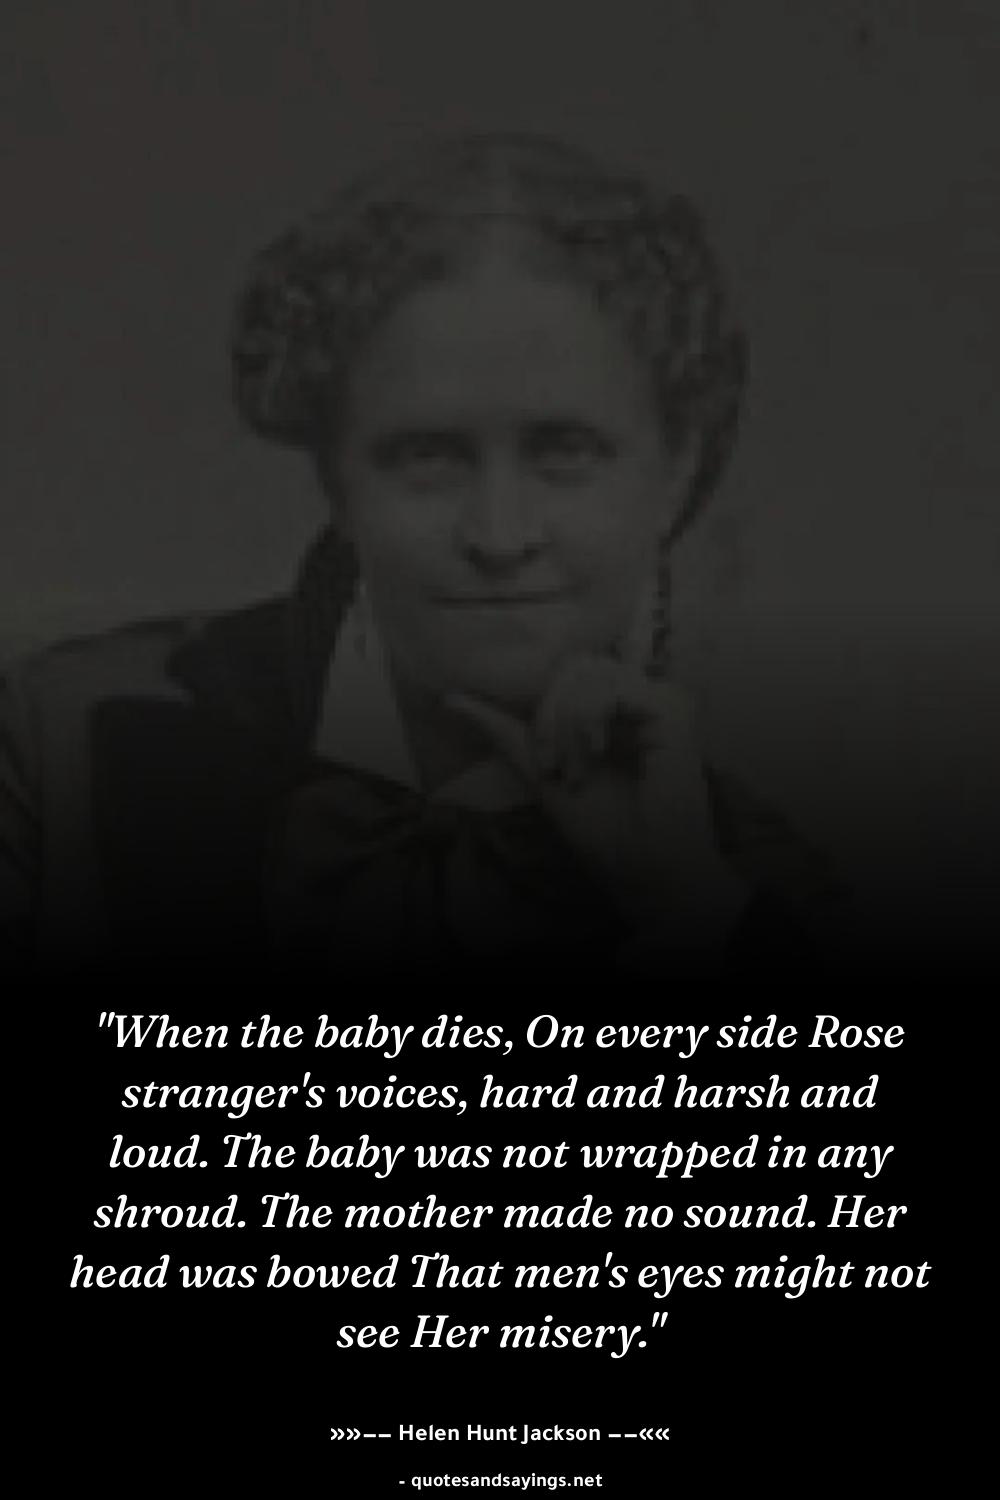 "When the baby dies, On every side Rose
stranger's voices, hard and harsh and
loud. The baby was not wrapped in any
shroud. The mother made no sound. Her
head was bowed That men's eyes might not
see Her misery."
»»–– Helen Hunt Jackson ––««
- quotesandsayings.net